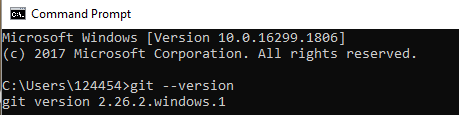 Command Prompt
Microsoft Windows [Version 10.0.16299.1806]
(c) 2017 Microsoft Corporation. All rights reserved.
C:\Users\124454>git --version
git version 2.26.2.windows.1